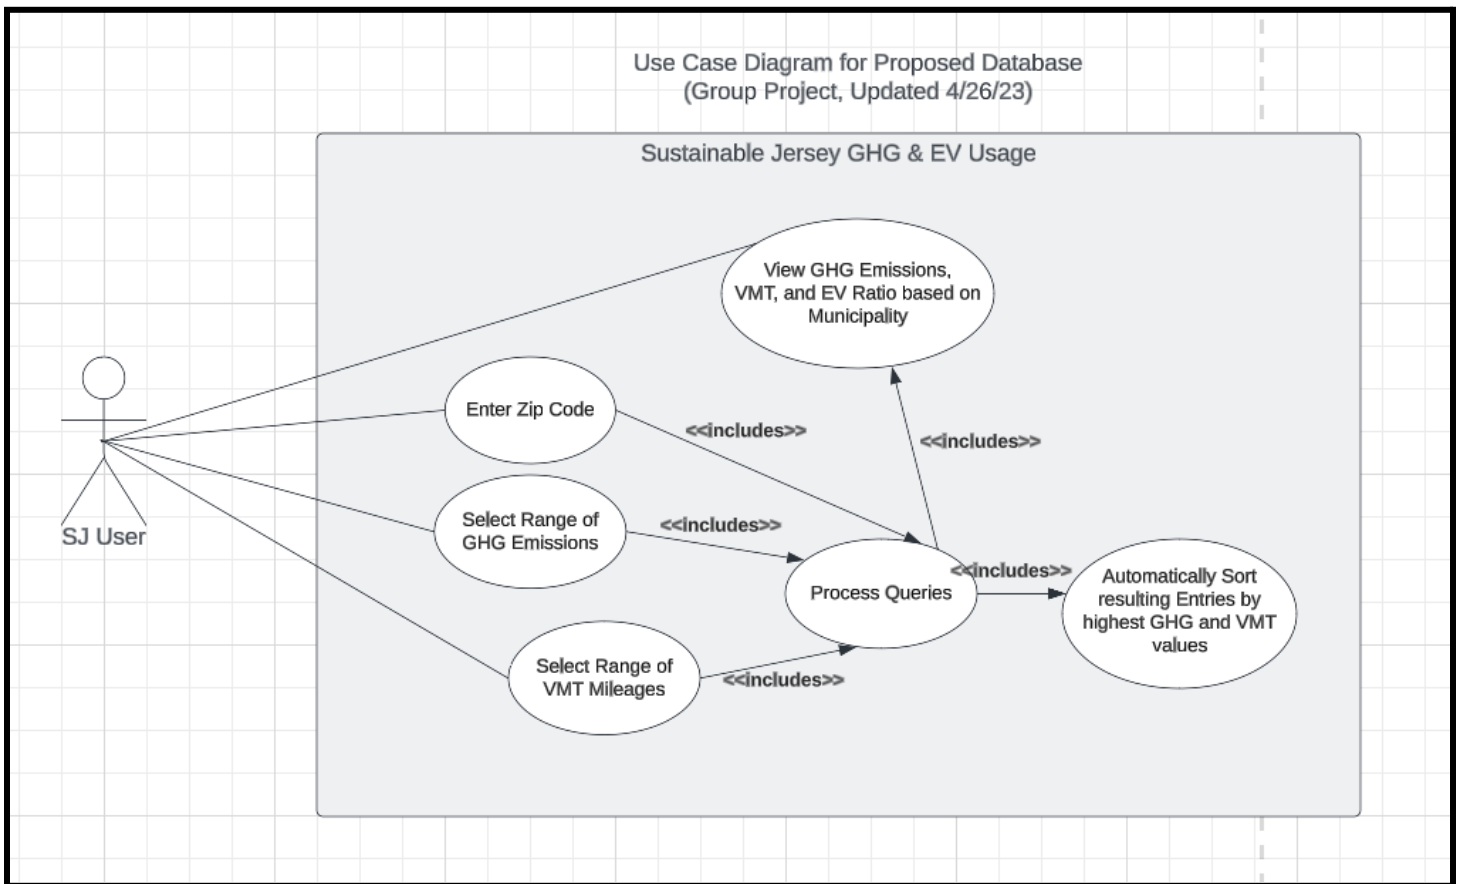 Use Case Diagram for Proposed Database
(Group Project, Updated 4/26/23)
Sustainable Jersey GHG & EV Usage
View GHG Emissions,
VMT, and EV Ratio based on
Municipality
Enter Zip Code
<<includes>>
<<includes>>
Select Range of
GHG Emissions
<<includes>>
SJ User
Process Queries
<<includes>>
Automatically Sort
resulting Entries by
highest GHG and VMT
values
Select Range of
VMT Mileages
<<includes>>